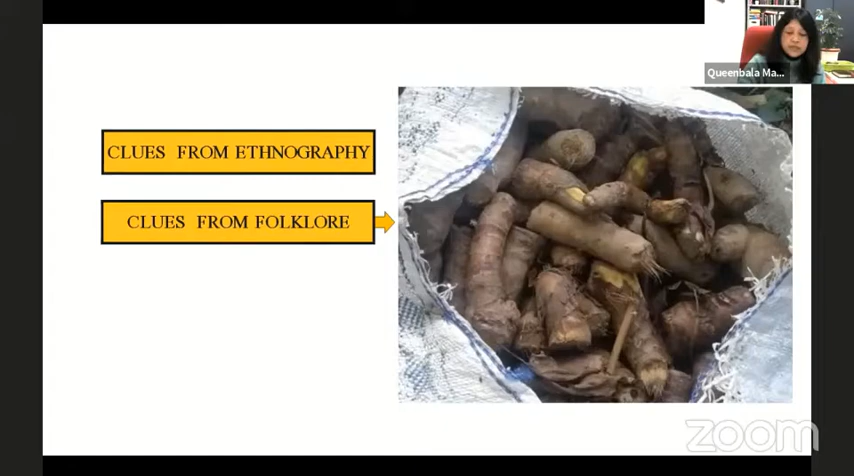 Queenbala Ma...
CLUES FROM ETHNOGRAPHY
CLUES FROM FOLKLORE
zoom